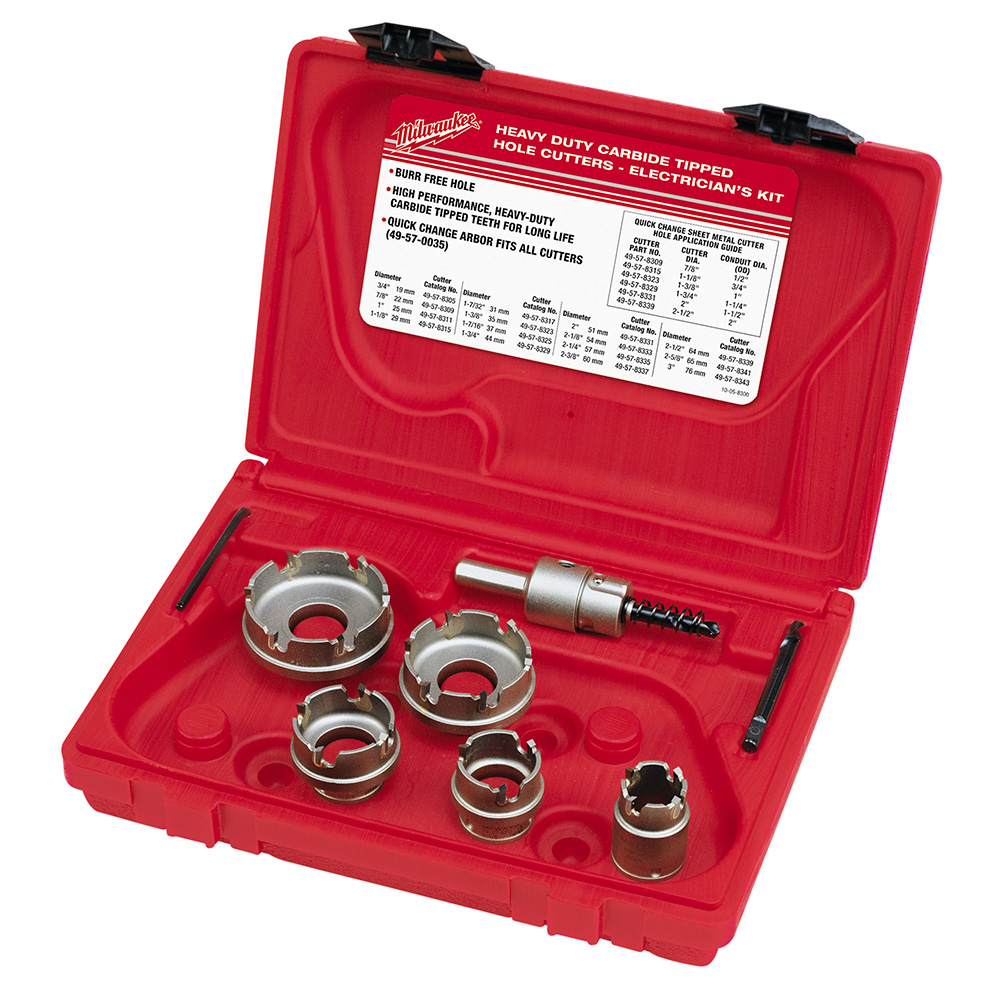 Milwaukee
HEAVY DUTY CARBIDE TIPPED
HOLE CUTTERS - ELECTRICIAN'S KIT
•BURR FREE HOLE
•HIGH PERFORMANCE, HEAVY-DUTY
CARBIDE TIPPED TEETH FOR LONG LIFE
•QUICK CHANGE ARBOR FITS ALL CUTTERS
(49-57-0035)
QUICK CHANGE SHEET METAL CUTTER
HOLE APPLICATION GUIDE
CUTTER PART NO. CUTTER DIA. CONDUIT DIA. (OD)
49-57-8309 7/8" 1/2"
49-57-8315 1-1/8" 3/4"
49-57-8323 1-3/8" 1"
49-57-8329 1-3/4" 1-1/4"
49-57-8331 2" 1-1/2"
49-57-8339 2-1/2" 2"
Diameter Cutter Catalog No.
3/4" 19 mm 49-57-8305
7/8" 22 mm 49-57-8309
1" 25 mm 49-57-8311
1-1/8" 29 mm 49-57-8315
Diameter Cutter Catalog No.
1-7/32" 31 mm 49-57-8317
1-3/8" 35 mm 49-57-8323
1-7/16" 37 mm 49-57-8325
1-3/4" 44 mm 49-57-8329
Diameter Cutter Catalog No.
2" 51 mm 49-57-8331
2-1/8" 54 mm 49-57-8333
2-1/4" 57 mm 49-57-8335
2-3/8" 60 mm 49-57-8337
Diameter Cutter Catalog No.
2-1/2" 64 mm 49-57-8339
2-5/8" 65 mm 49-57-8341
3" 76 mm 49-57-8343
10-05-8300